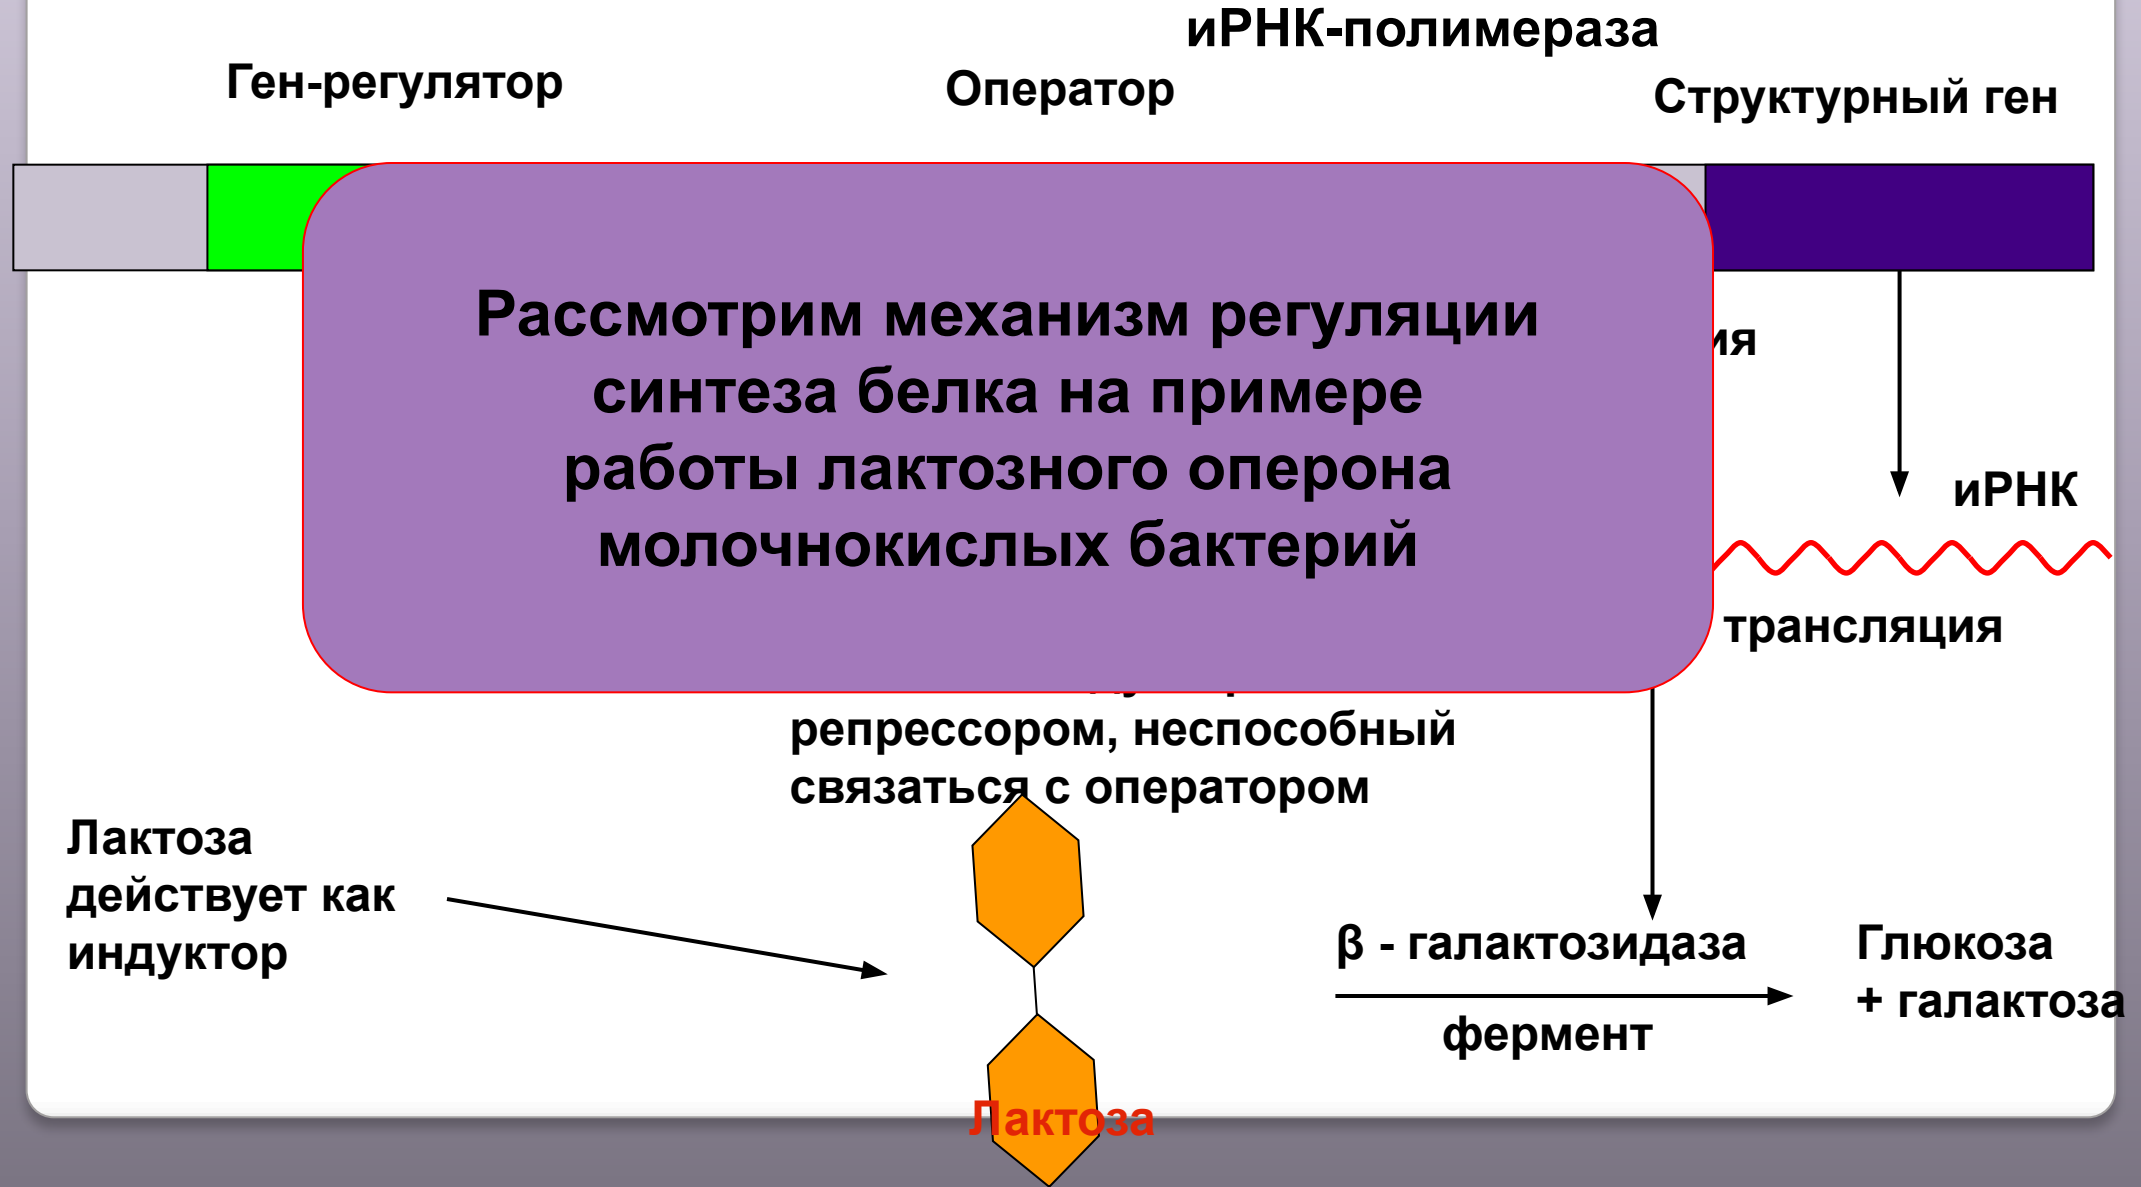 иРНК-полимераза
Ген-регулятор
Оператор
Структурный ген
Рассмотрим механизм регуляции
синтеза белка на примере
работы лактозного оперона
молочнокислых бактерий
ия
иРНК
трансляция
репрессором, неспособный
связаться с оператором
Лактоза
действует как
индуктор
β - галактозидаза
фермент
Глюкоза
+ галактоза
Лактоза